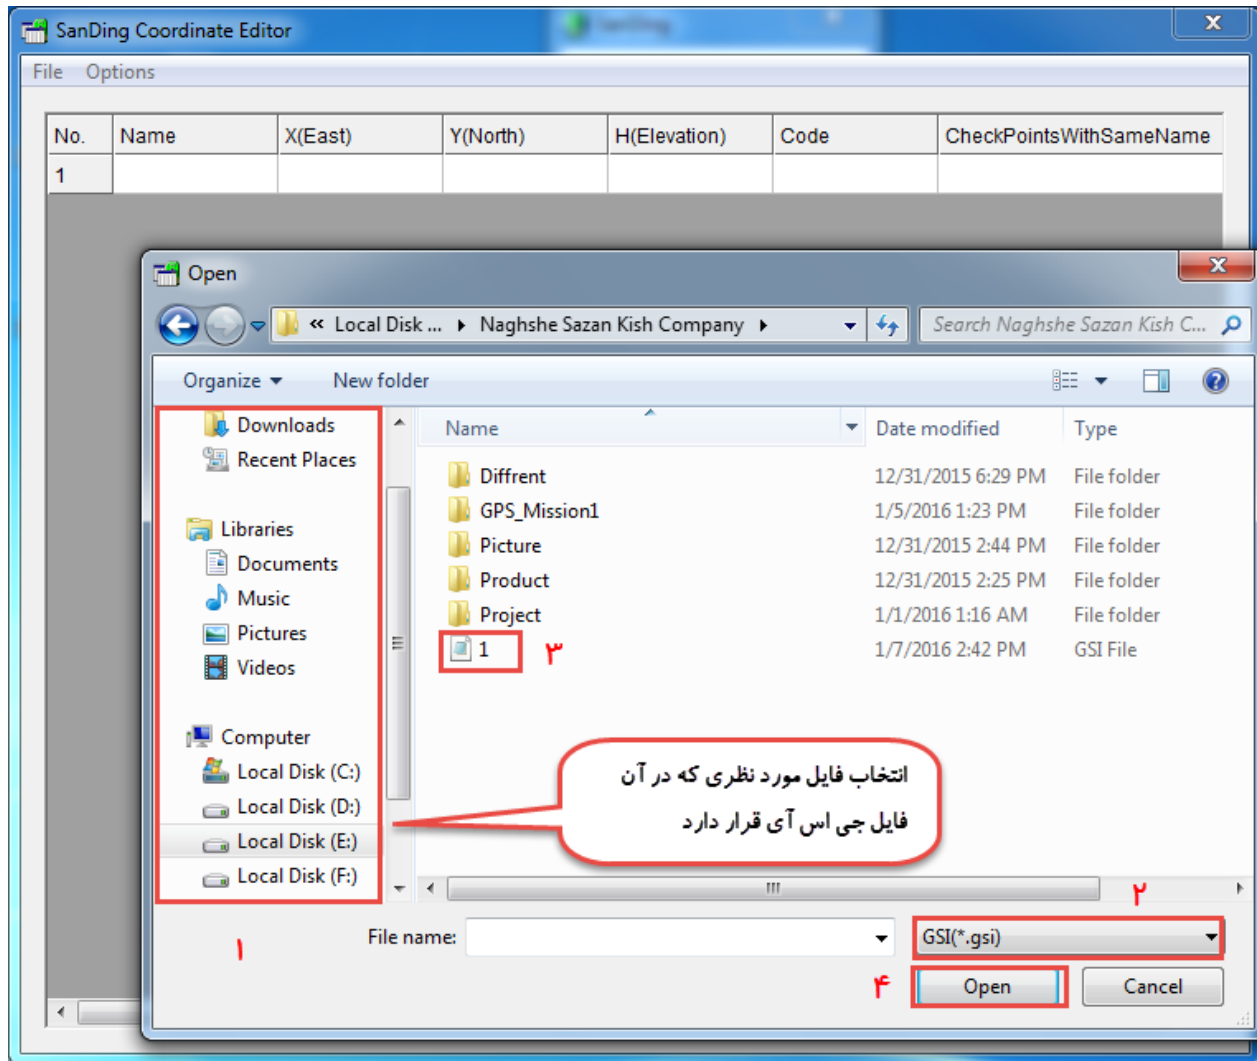 SanDing Coordinate Editor
SanDing
File Options
No. Name X(East) Y(North) H(Elevation) Code CheckPointsWithSameName
1
Open
« Local Disk ... Naghshe Sazan Kish Company
Search Naghshe Sazan Kish C...
Organize New folder
Downloads
Recent Places
Libraries
Documents
Music
Pictures
Videos
Computer
Local Disk (C:)
Local Disk (D:)
Local Disk (E:)
Local Disk (F:)
۱
Name Date modified Type
Diffrent 12/31/2015 6:29 PM File folder
GPS_Mission1 1/5/2016 1:23 PM File folder
Picture 12/31/2015 2:44 PM File folder
Product 12/31/2015 2:25 PM File folder
Project 1/1/2016 1:16 AM File folder
1 ۳ 1/7/2016 2:42 PM GSI File
انتخاب فایل مورد نظری که در آن
فایل جی اس آی قرار دارد
۲
File name: GSI(*.gsi)
۴ Open Cancel